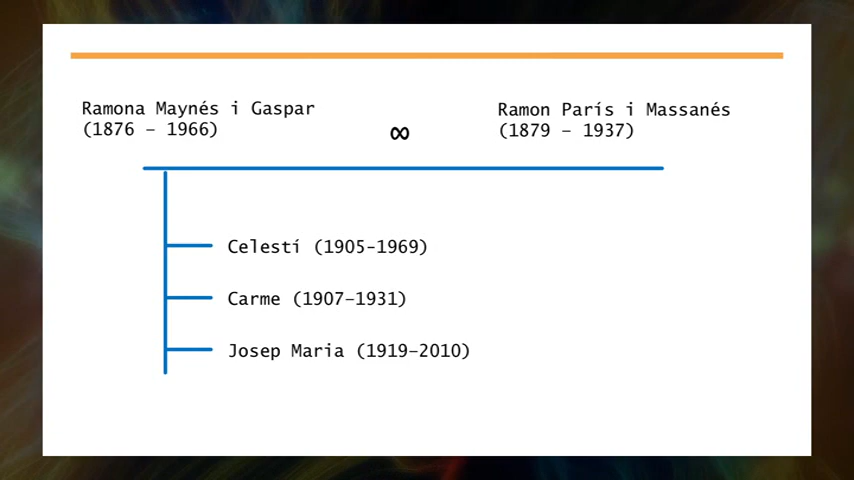 Ramona Maynés i Gaspar
(1876 – 1966)
∞
Ramon París i Massanés
(1879 – 1937)
Celestí (1905-1969)
Carme (1907–1931)
Josep Maria (1919–2010)